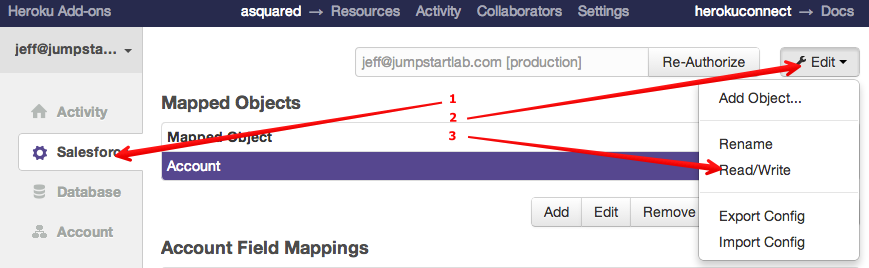 Heroku Add-ons asquared → Resources Activity Collaborators Settings herokuconnect → Docs
jeff@jumpsta...
jeff@jumpstartlab.com [production] Re-Authorize Edit
Activity
Salesforc
Database
Account
Mapped Objects
Mapped Object
Account
Add Edit Remove
Account Field Mappings
1
2
3
Add Object...
Rename
Read/Write
Export Config
Import Config